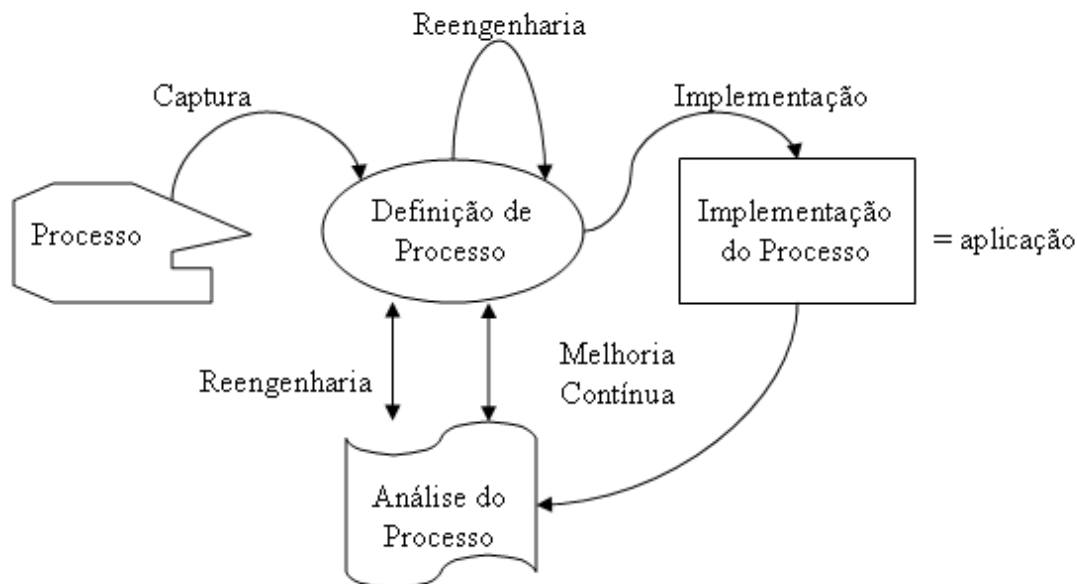 Reengenharia
Captura
Implementação
Processo
Definição de
Processo
Implementação
do Processo
= aplicação
Reengenharia
Melhoria
Contínua
Análise do
Processo